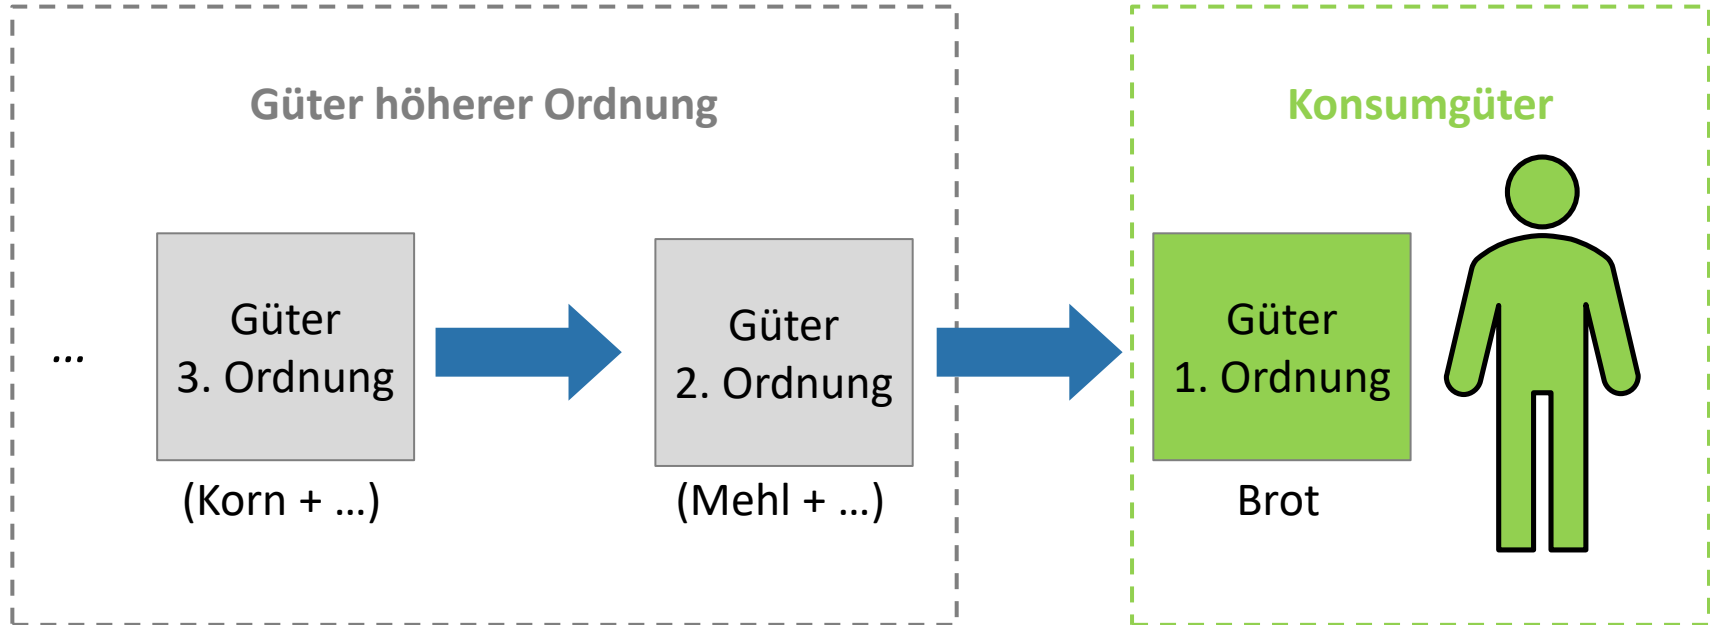 Güter höherer Ordnung
Konsumgüter
...
Güter
3. Ordnung
(Korn + ...)
Güter
2. Ordnung
(Mehl + ...)
Güter
1. Ordnung
Brot